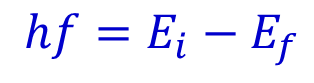 hf = E_i − E_f